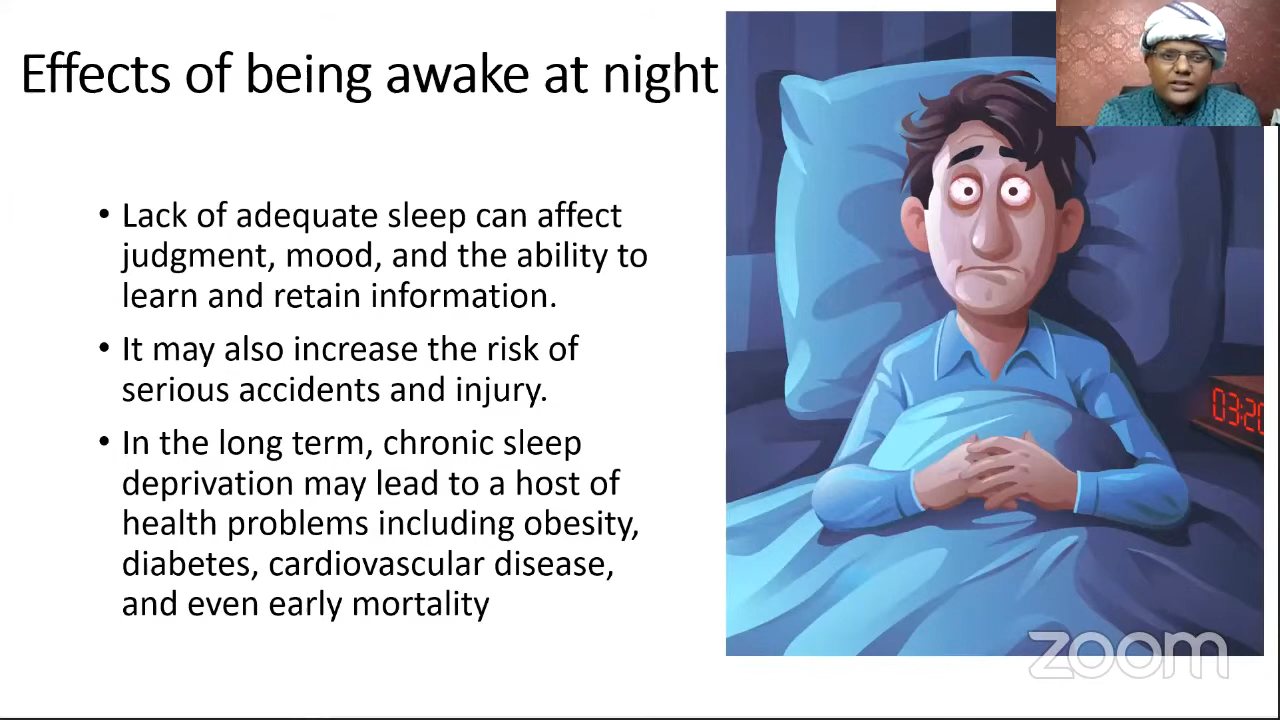 Effects of being awake at night
• Lack of adequate sleep can affect
judgment, mood, and the ability to
learn and retain information.
• It may also increase the risk of
serious accidents and injury.
• In the long term, chronic sleep
deprivation may lead to a host of
health problems including obesity,
diabetes, cardiovascular disease,
and even early mortality
03:20
zoom